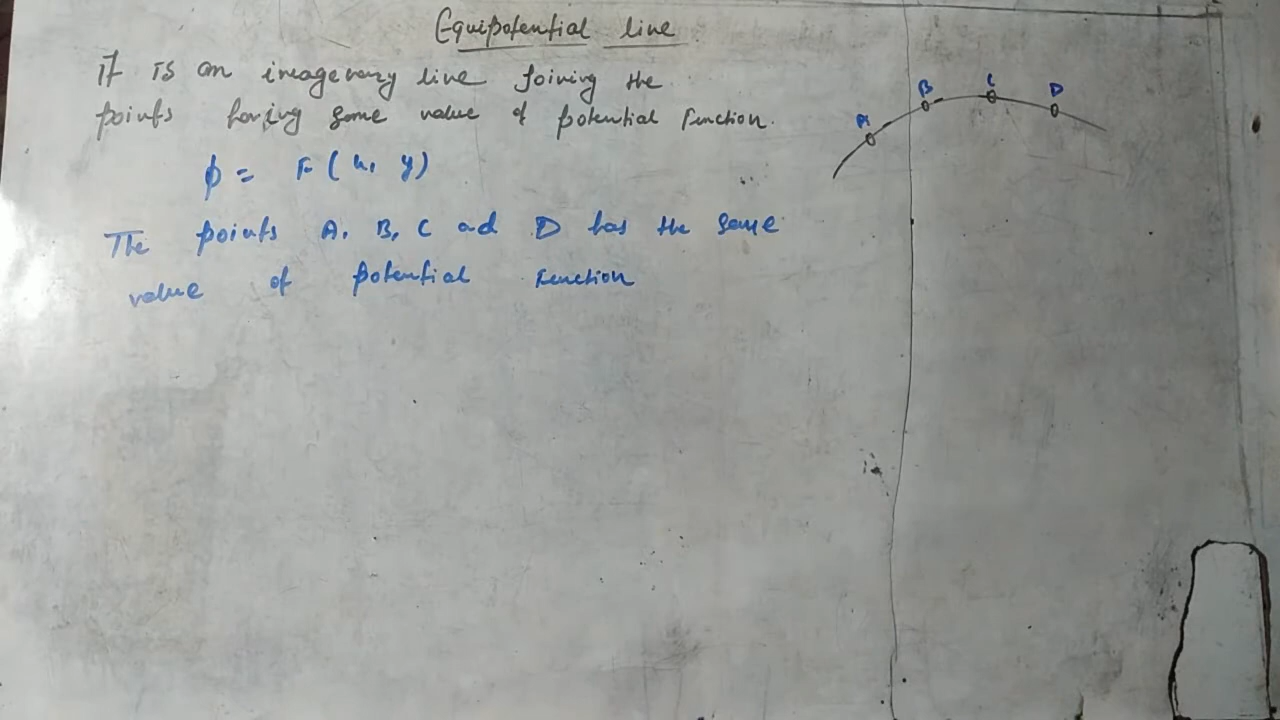 Equipotential line
it is an imagenary line Joining the
points having same value of potential Function.
A B C D
φ = F (x, y)
The points A, B, C and D has the same
value of potential Function